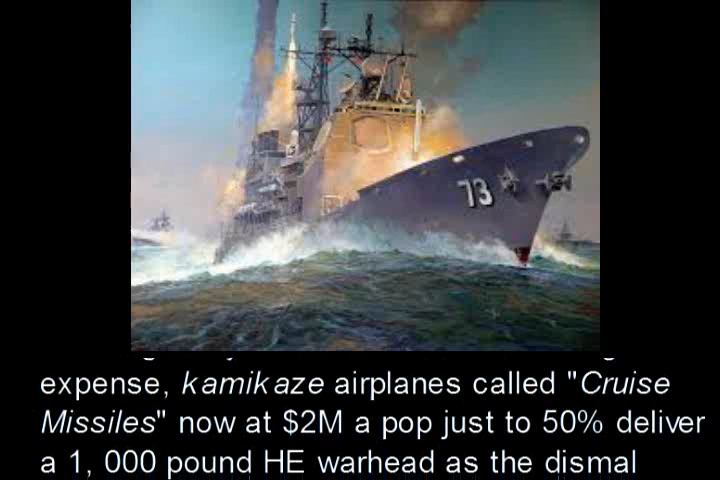 73
expense, kamikaze airplanes called "Cruise
Missiles" now at $2M a pop just to 50% deliver
a 1, 000 pound HE warhead as the dismal